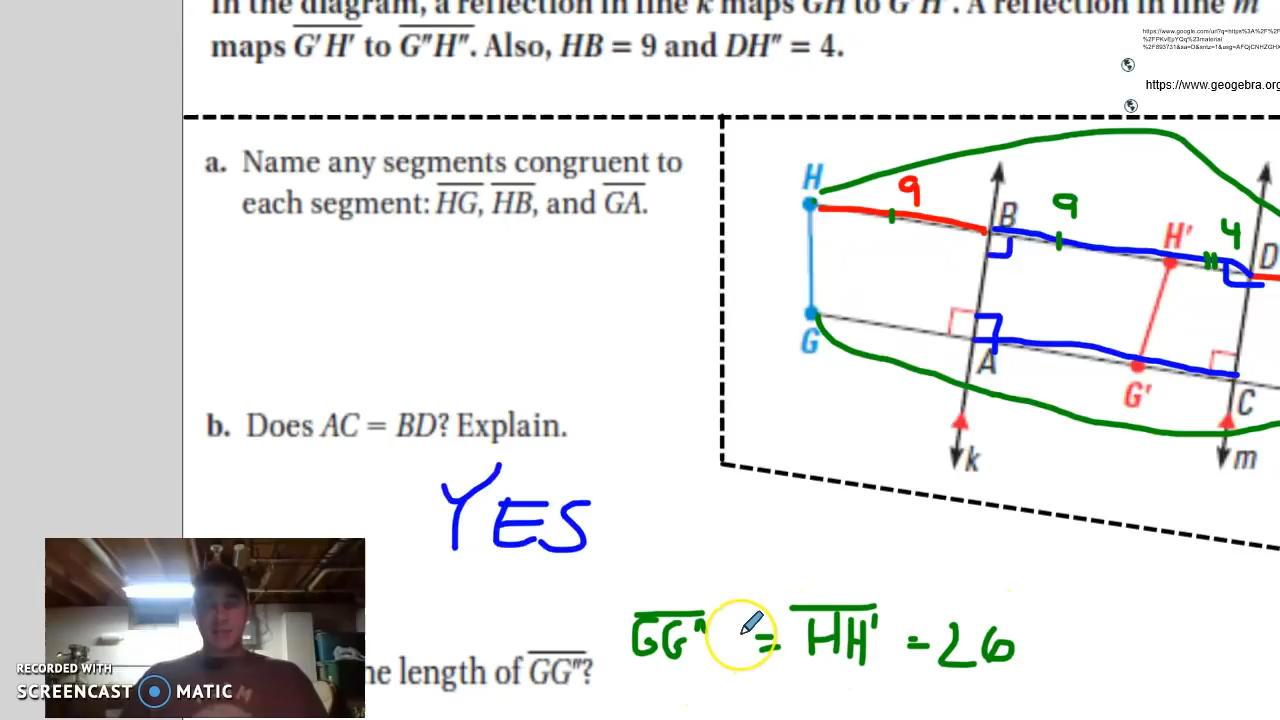 In the diagram, a reflection in line k maps GH to G'H'. A reflection in line m
maps G'H' to G"H". Also, HB = 9 and DH" = 4.
https://www.geogebra.org
a. Name any segments congruent to
each segment: HG, HB, and GA.
H
9
B
9
H'
4
D
G
A
G'
C
k
m
b. Does AC = BD? Explain.
YES
GG" = HH' = 26
he length of GG"?
RECORDED WITH
SCREENCAST MATIC